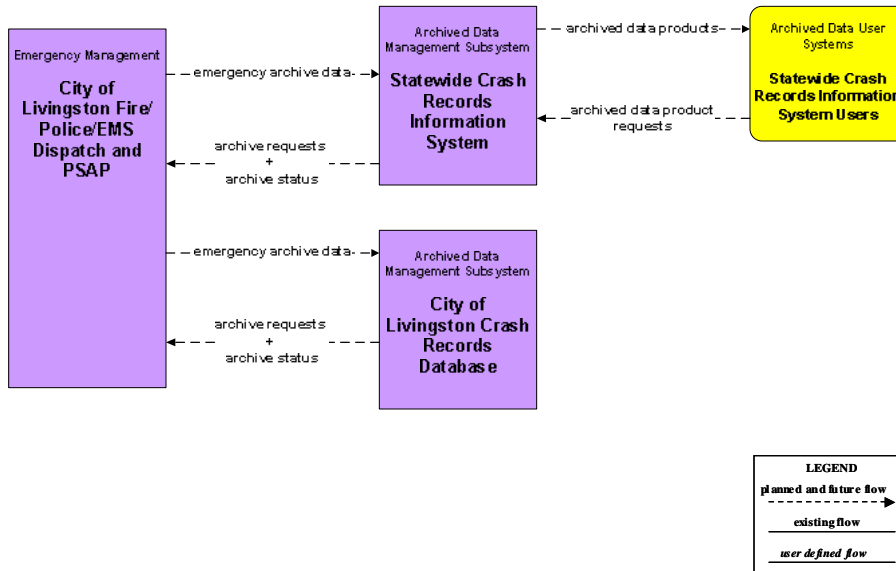 Emergency Management
City of
Livingston Fire/
Police/EMS
Dispatch and
PSAP
emergency archive data
archive requests
+
archive status
emergency archive data
archive requests
+
archive status
Archived Data
Management Subsystem
Statewide Crash
Records
Information
System
Archived Data
Management Subsystem
City of
Livingston Crash
Records
Database
archived data products
archived data product
requests
Archived Data User
Systems
Statewide Crash
Records Information
System Users
LEGEND
planned and future flow
existing flow
user defined flow